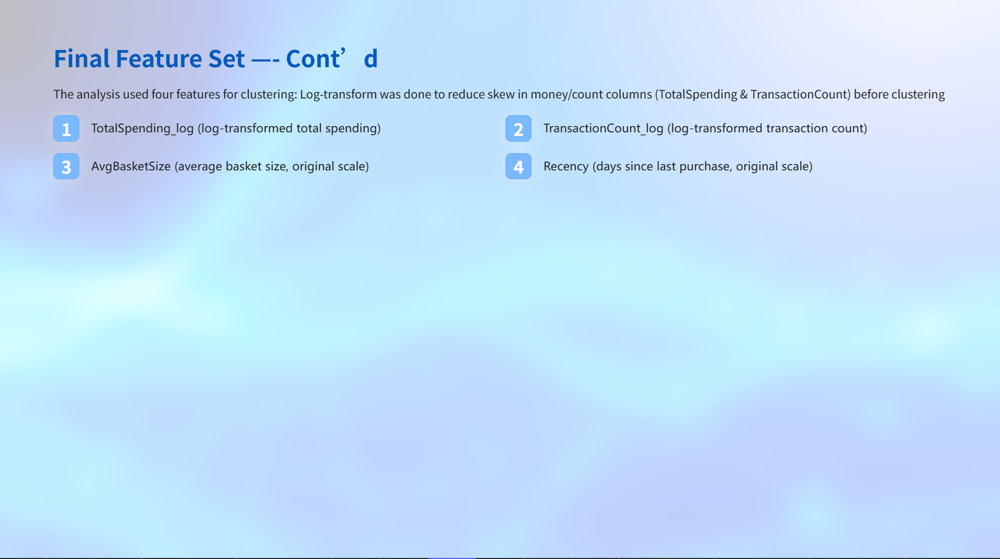 Final Feature Set —- Cont’d
The analysis used four features for clustering: Log-transform was done to reduce skew in money/count columns (TotalSpending & TransactionCount) before clustering
1 TotalSpending_log (log-transformed total spending)
2 TransactionCount_log (log-transformed transaction count)
3 AvgBasketSize (average basket size, original scale)
4 Recency (days since last purchase, original scale)